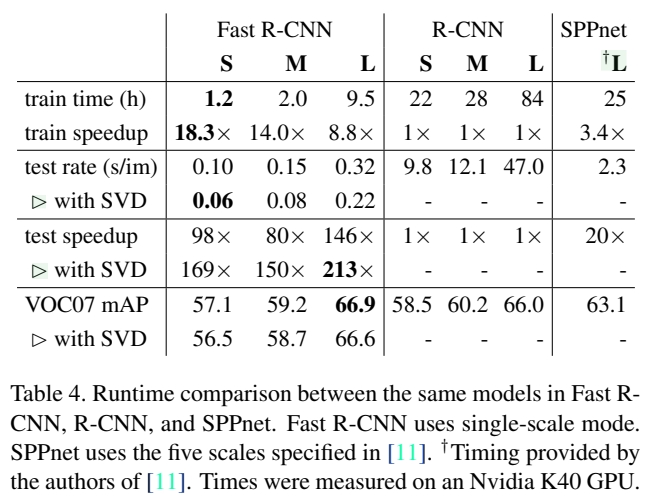 Fast R-CNN R-CNN SPPnet
S M L S M L †L
train time (h) 1.2 2.0 9.5 22 28 84 25
train speedup 18.3× 14.0× 8.8× 1× 1× 1× 3.4×
test rate (s/im) 0.10 0.15 0.32 9.8 12.1 47.0 2.3
▷ with SVD 0.06 0.08 0.22 - - - -
test speedup 98× 80× 146× 1× 1× 1× 20×
▷ with SVD 169× 150× 213× - - - -
VOC07 mAP 57.1 59.2 66.9 58.5 60.2 66.0 63.1
▷ with SVD 56.5 58.7 66.6 - - - -
Table 4. Runtime comparison between the same models in Fast R-
CNN, R-CNN, and SPPnet. Fast R-CNN uses single-scale mode.
SPPnet uses the five scales specified in [11]. †Timing provided by
the authors of [11]. Times were measured on an Nvidia K40 GPU.